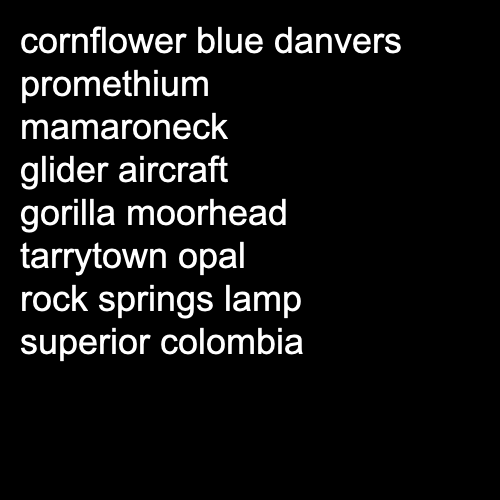 cornflower blue danvers
promethium
mamaroneck
glider aircraft
gorilla moorhead
tarrytown opal
rock springs lamp
superior colombia